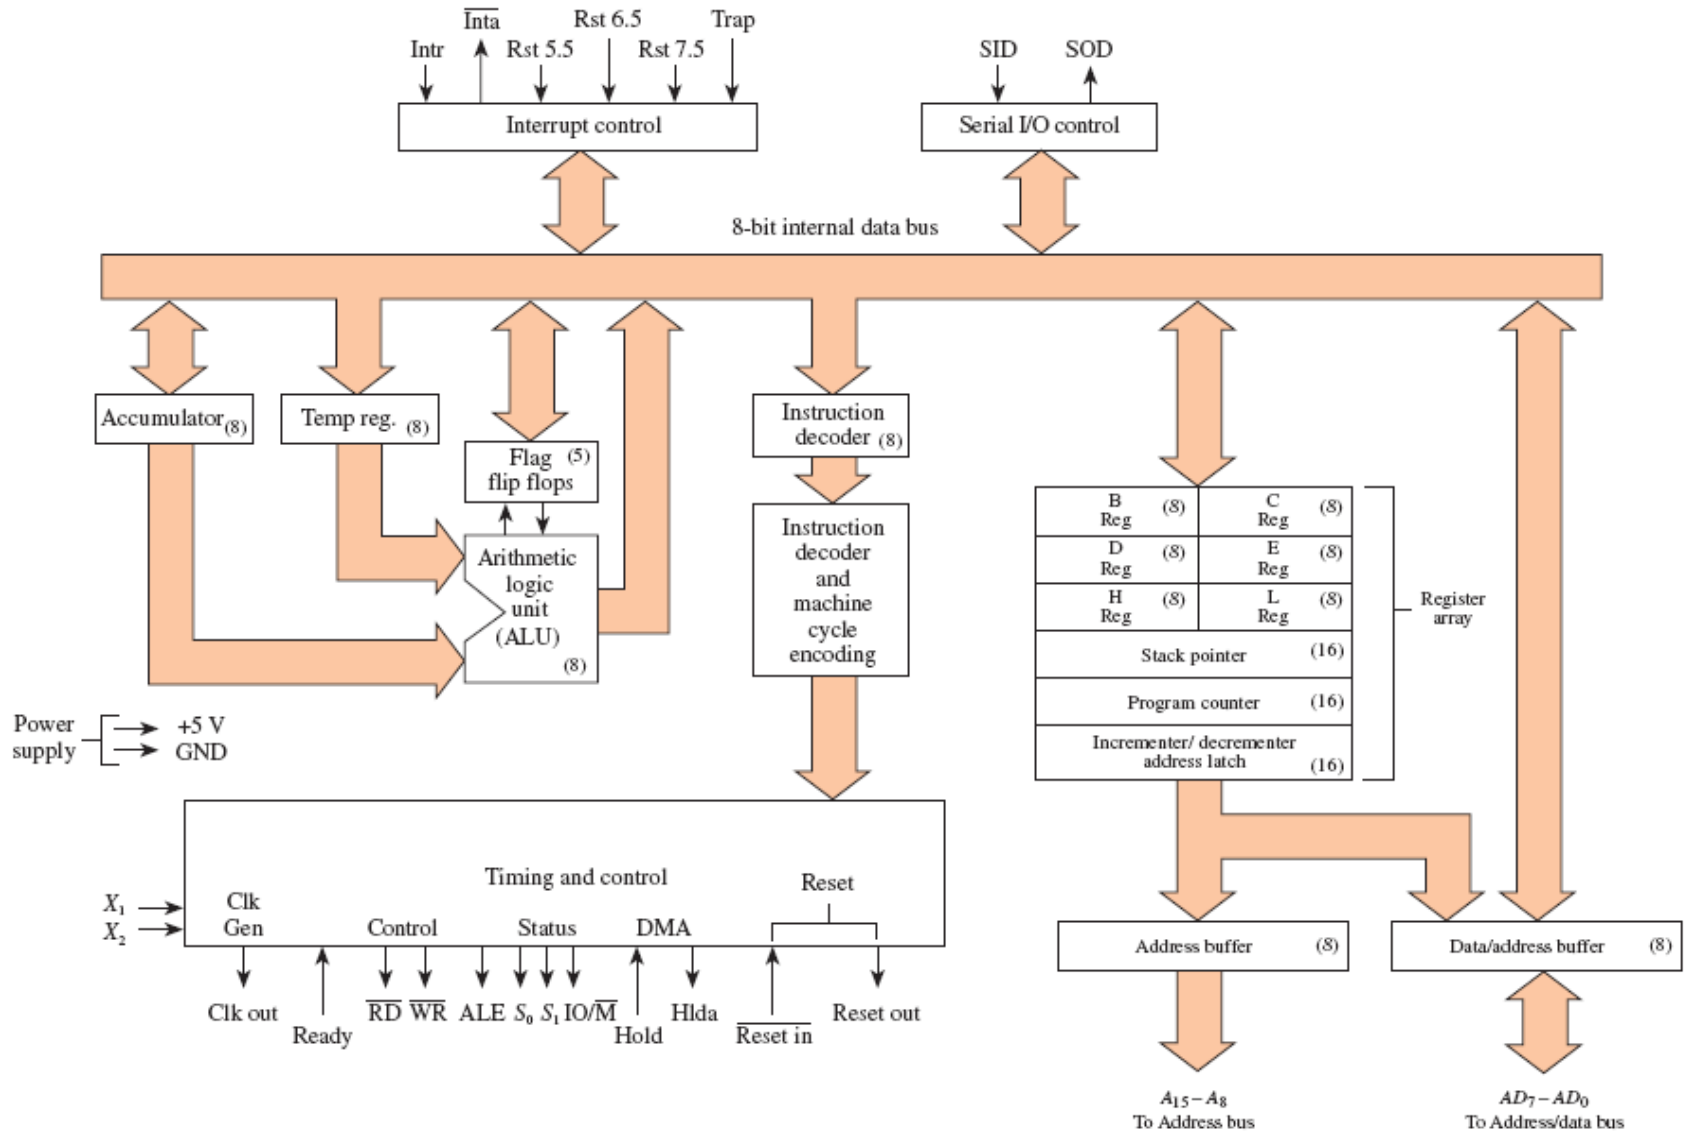 Inta
Rst 6.5
Trap
Intr
Rst 5.5
Rst 7.5
SID
SOD
Interrupt control
Serial I/O control
8-bit internal data bus
Accumulator (8)
Temp reg. (8)
Flag (5)
flip flops
Arithmetic
logic
unit
(ALU)
(8)
Instruction
decoder (8)
Instruction
decoder
and
machine
cycle
encoding
B
Reg (8)
C
Reg (8)
D
Reg (8)
E
Reg (8)
H
Reg (8)
L
Reg (8)
Stack pointer (16)
Program counter (16)
Incrementer/ decrementer
address latch (16)
Register
array
Power
supply
+5 V
GND
Timing and control
X₁
X₂
Clk
Gen
Control
Status
DMA
Reset
Clk out
Ready
RD
WR
ALE
S₀
S₁
IO/M
Hold
Hlda
Reset in
Reset out
Address buffer (8)
Data/address buffer (8)
A₁₅–A₈
To Address bus
AD₇–AD₀
To Address/data bus